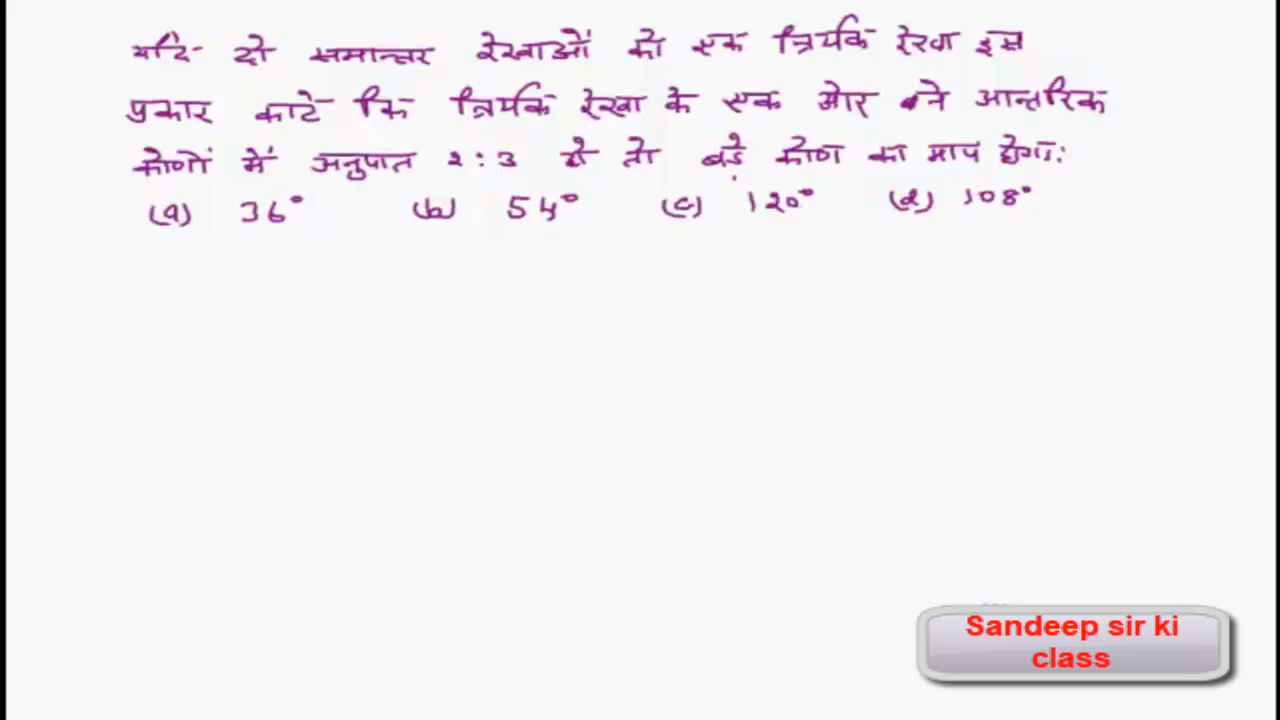 यदि दो समान्तर रेखाओं को एक त्रिर्यक रेखा इस
प्रकार काटे कि त्रिर्यक रेखा के एक ओर बने आन्तरिक
कोणों में अनुपात 2 : 3 हो तो बड़े कोण का माप होगा:
(a) 36° (b) 54° (c) 120° (d) 108°
Sandeep sir ki
class